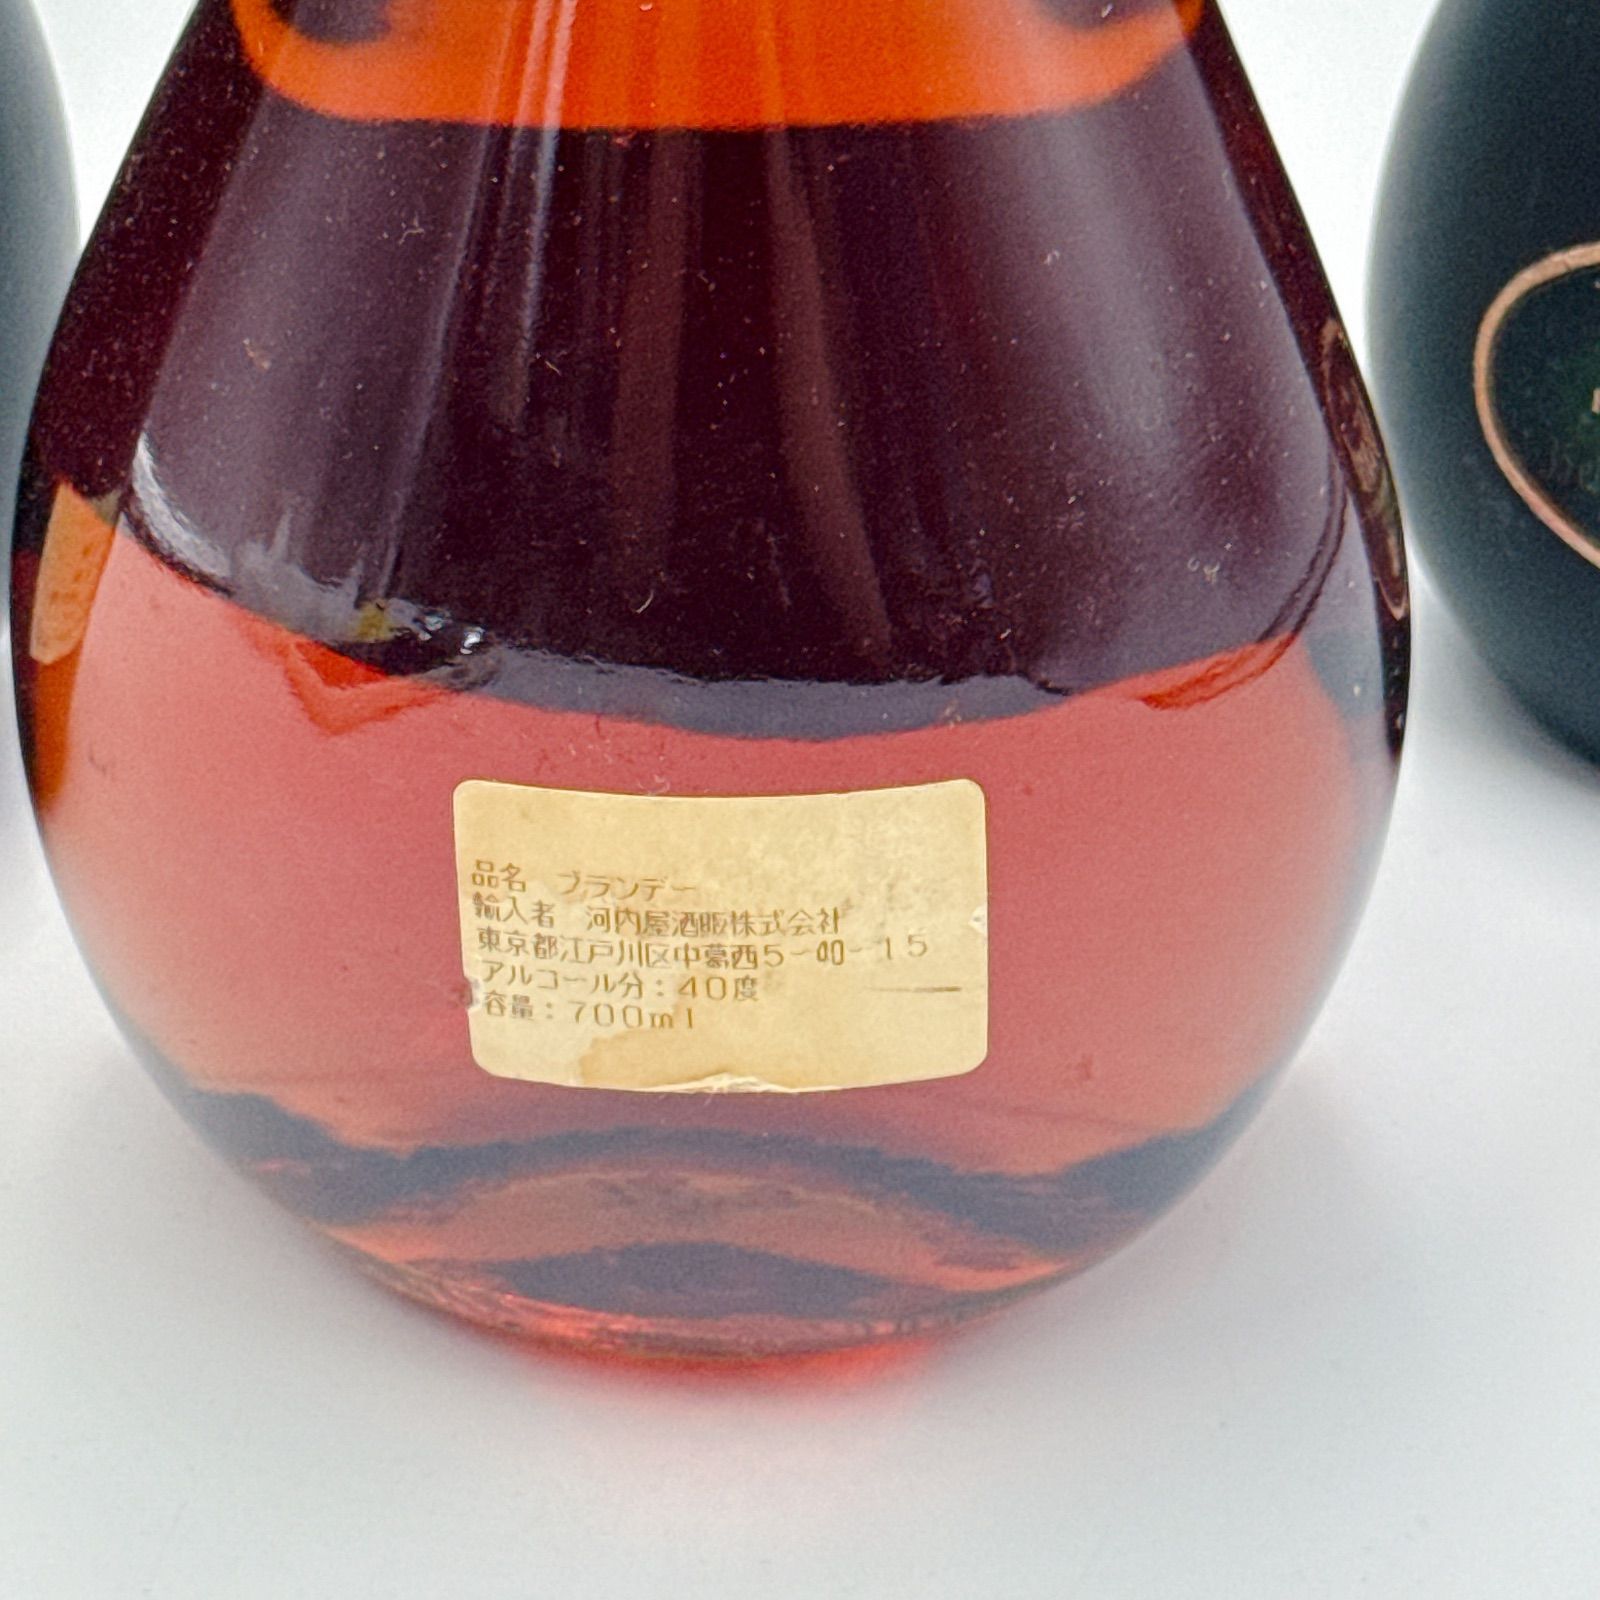 品名　ブランデー
輸入者　河内屋酒販株式会社
東京都江戸川区中葛西5-40-15
アルコール分：40度
容量：700ml